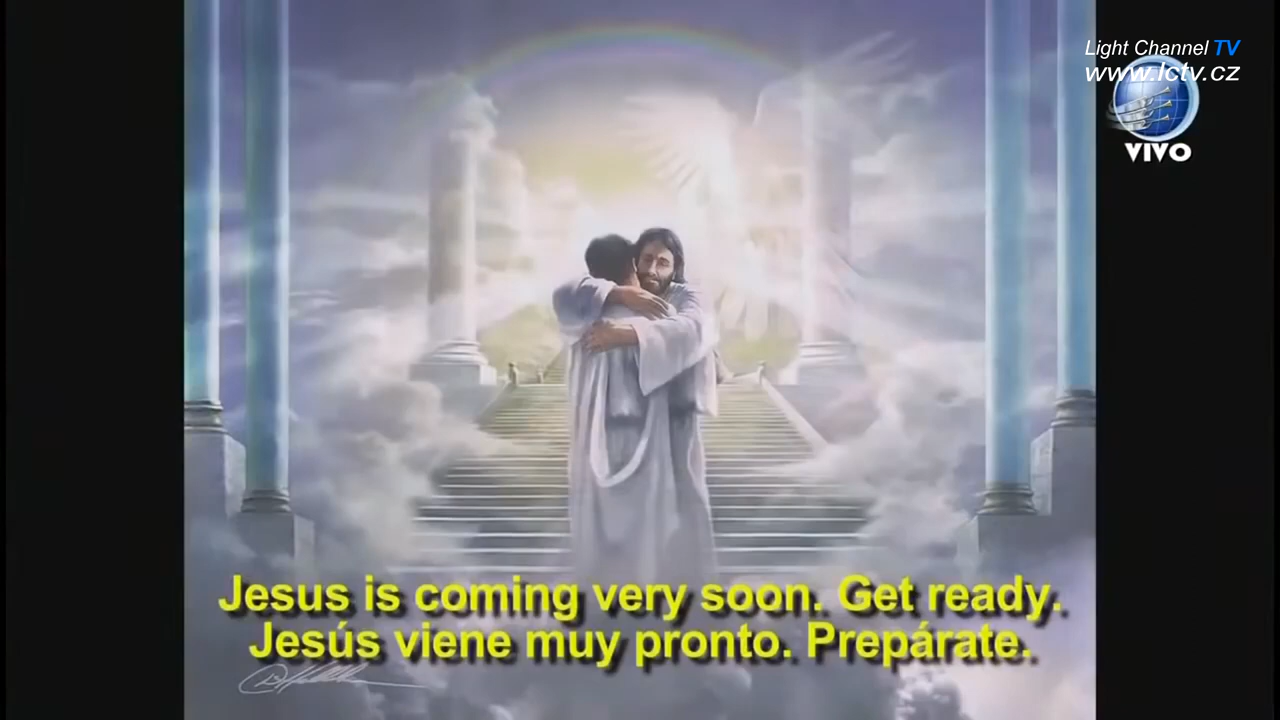 Light Channel TV
www.lctv.cz
VIVO
Jesus is coming very soon. Get ready.
Jesús viene muy pronto. Prepárate.